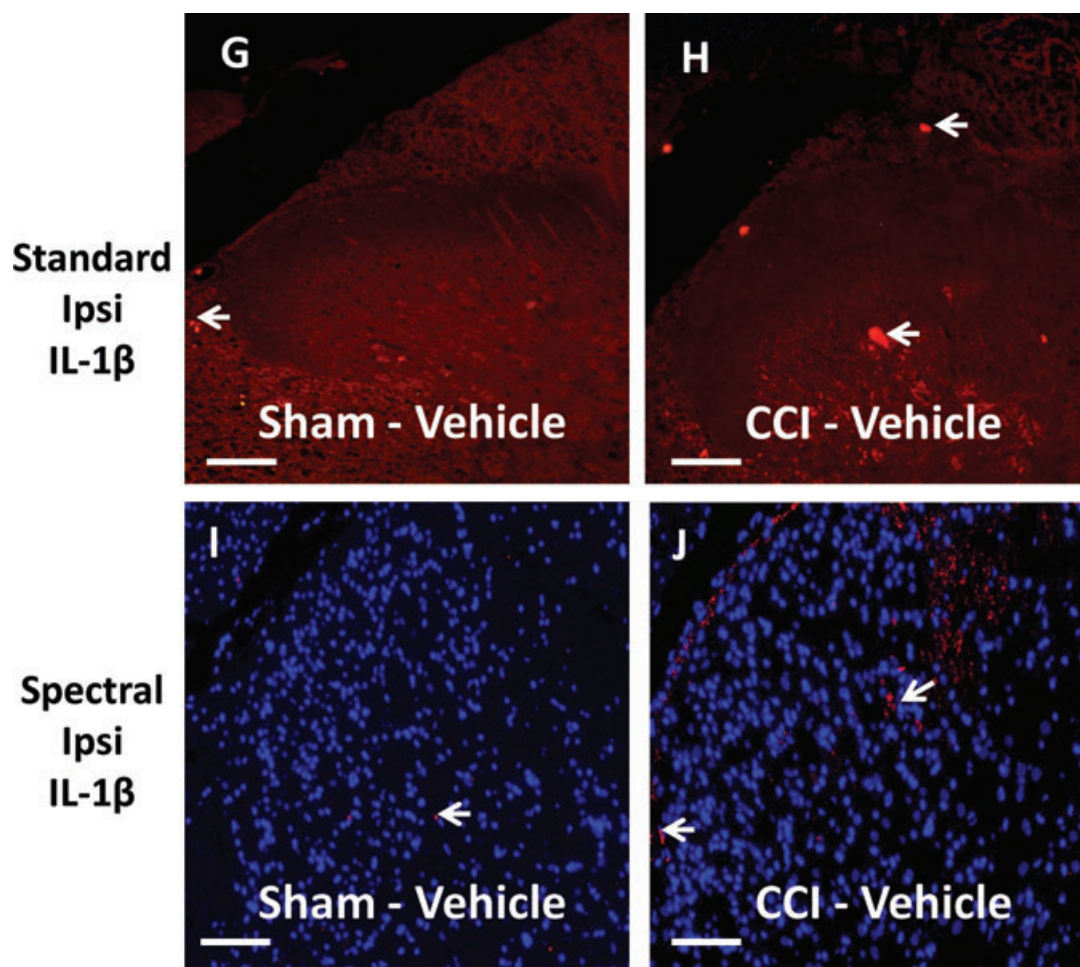 G
H
Standard
Ipsi
IL-1β
Sham - Vehicle
CCI - Vehicle
I
J
Spectral
Ipsi
IL-1β
Sham - Vehicle
CCI - Vehicle